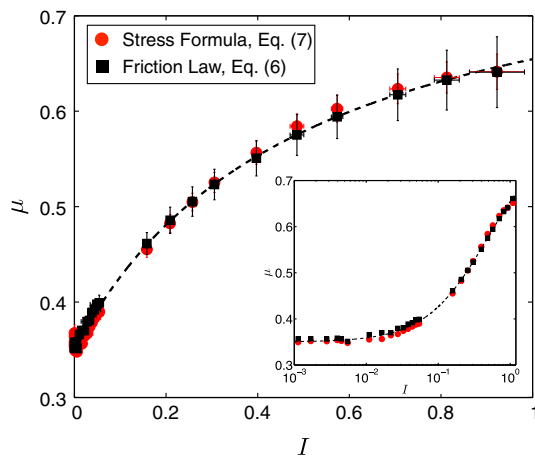 0.7
Stress Formula, Eq. (7)
Friction Law, Eq. (6)
0.6
μ
0.5
0.4
0.3
0 0.2 0.4 0.6 0.8 1
I
0.7
0.6
μ
0.5
0.4
0.3
10⁻³ 10⁻² 10⁻¹ 10⁰
I